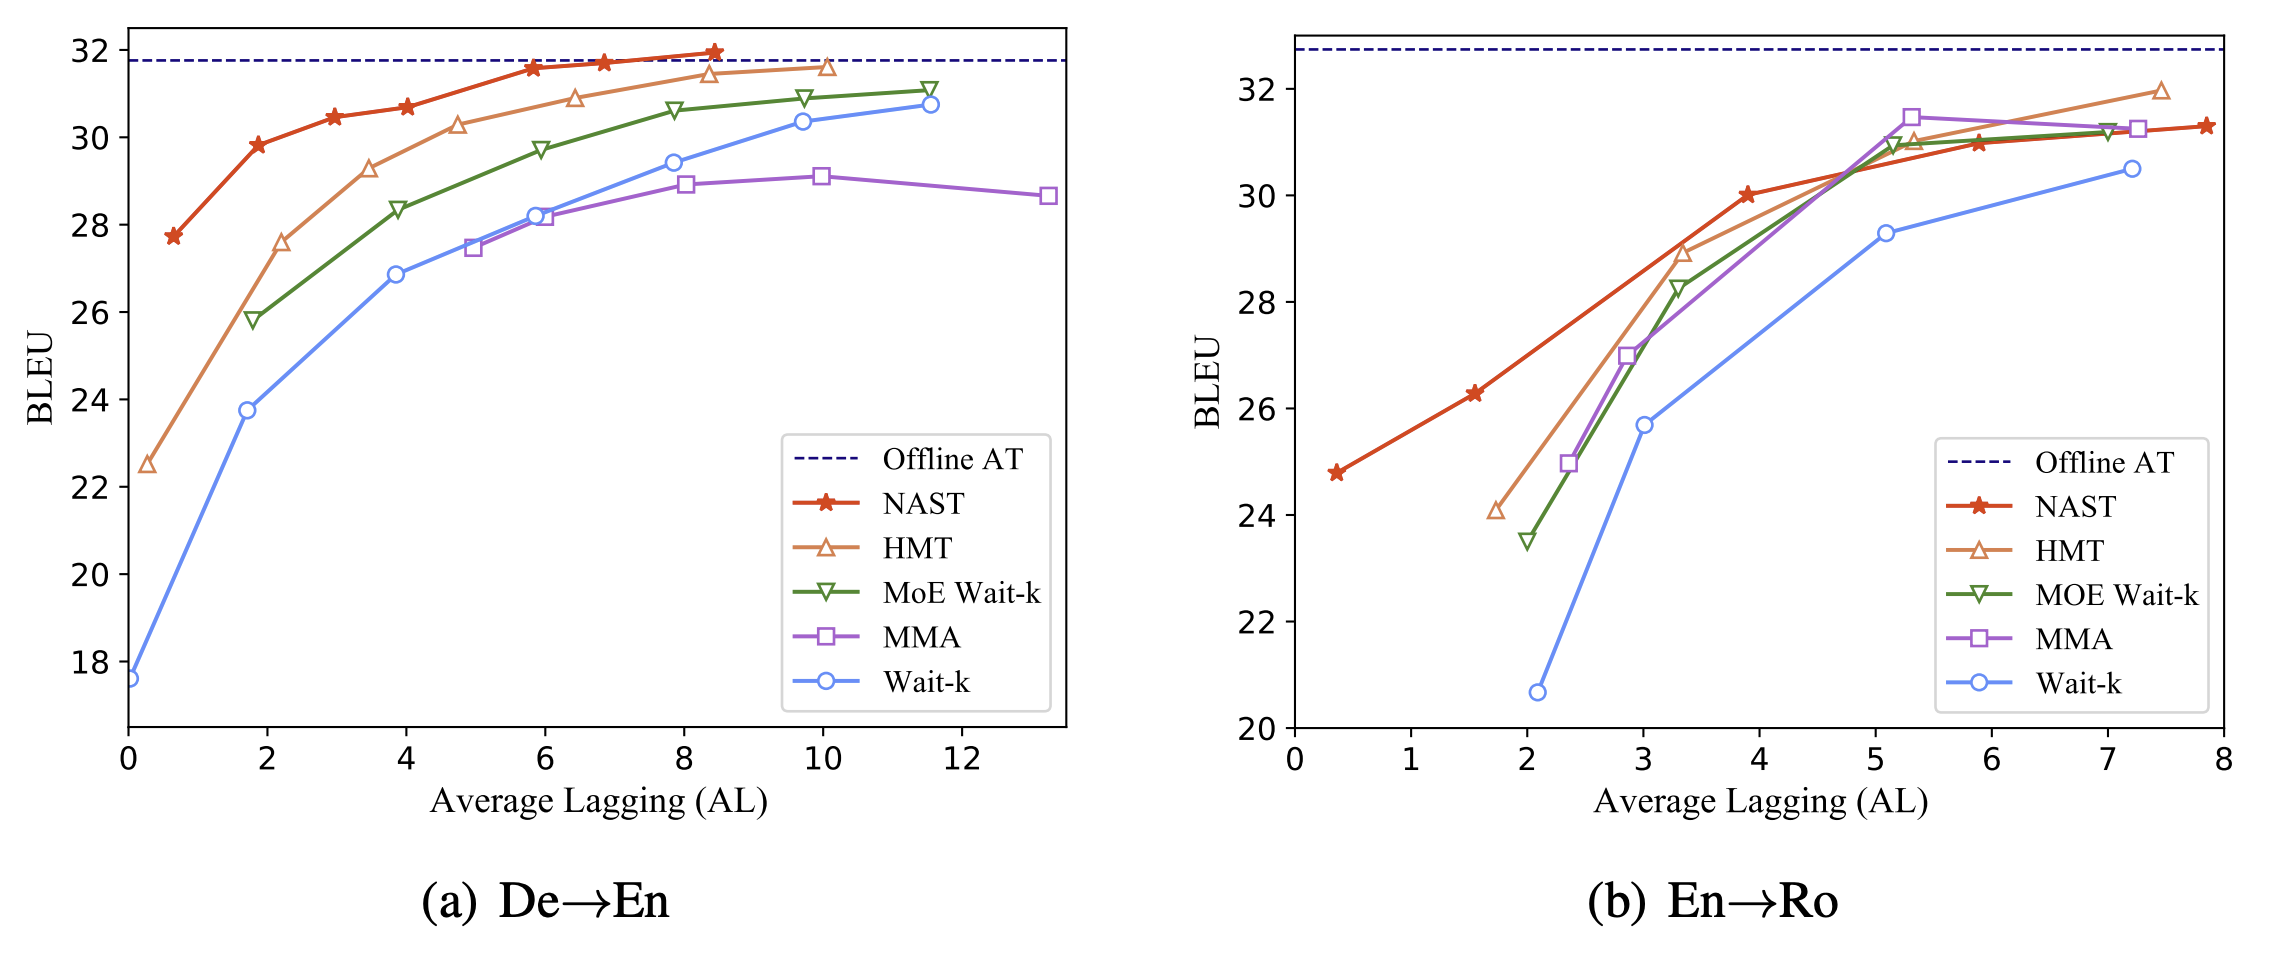 32
30
28
26
24
22
20
18
BLEU
0 2 4 6 8 10 12
Average Lagging (AL)
Offline AT
NAST
HMT
MoE Wait-k
MMA
Wait-k
(a) De→En
32
30
28
26
24
22
20
BLEU
0 1 2 3 4 5 6 7 8
Average Lagging (AL)
Offline AT
NAST
HMT
MOE Wait-k
MMA
Wait-k
(b) En→Ro